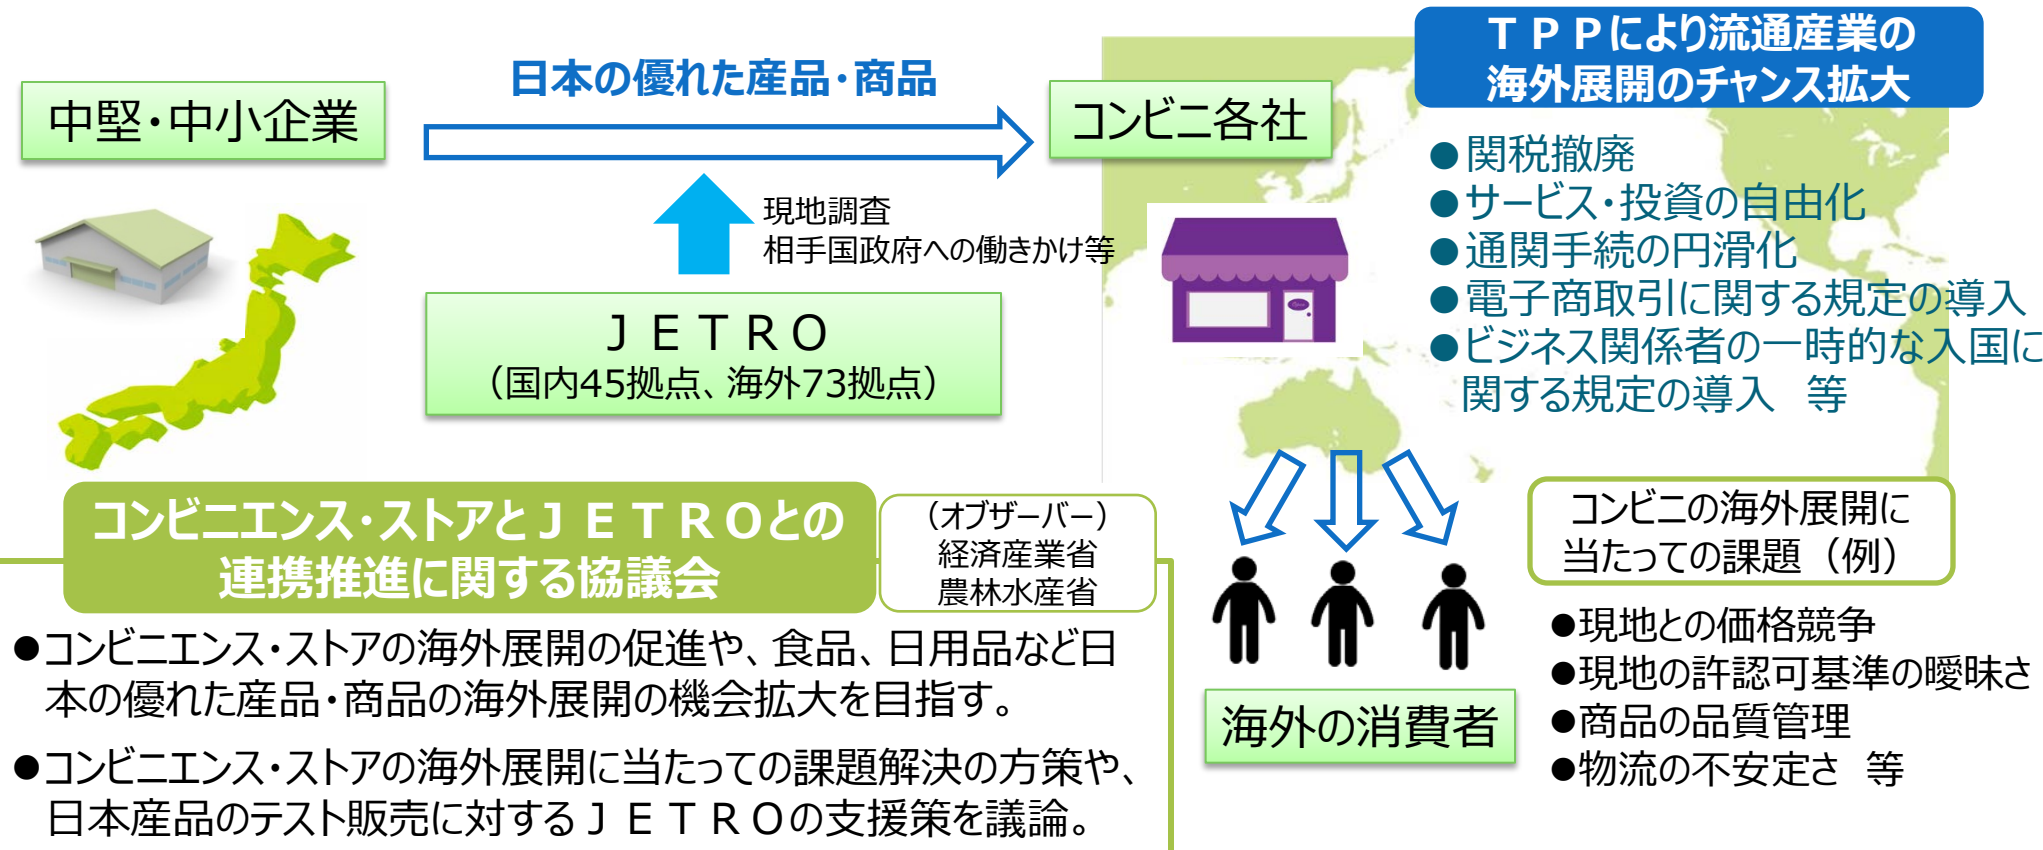 中堅・中小企業
日本の優れた産品・商品
コンビニ各社
現地調査
相手国政府への働きかけ等
ＪＥＴＲＯ
（国内45拠点、海外73拠点）
ＴＰＰにより流通産業の
海外展開のチャンス拡大
●関税撤廃
●サービス・投資の自由化
●通関手続の円滑化
●電子商取引に関する規定の導入
●ビジネス関係者の一時的な入国に
関する規定の導入　等
コンビニエンス・ストアとＪＥＴＲＯとの
連携推進に関する協議会
（オブザーバー）
経済産業省
農林水産省
●コンビニエンス・ストアの海外展開の促進や、食品、日用品など日
本の優れた産品・商品の海外展開の機会拡大を目指す。
●コンビニエンス・ストアの海外展開に当たっての課題解決の方策や、
日本産品のテスト販売に対するＪＥＴＲＯの支援策を議論。
海外の消費者
コンビニの海外展開に
当たっての課題（例）
●現地との価格競争
●現地の許認可基準の曖昧さ
●商品の品質管理
●物流の不安定さ　等